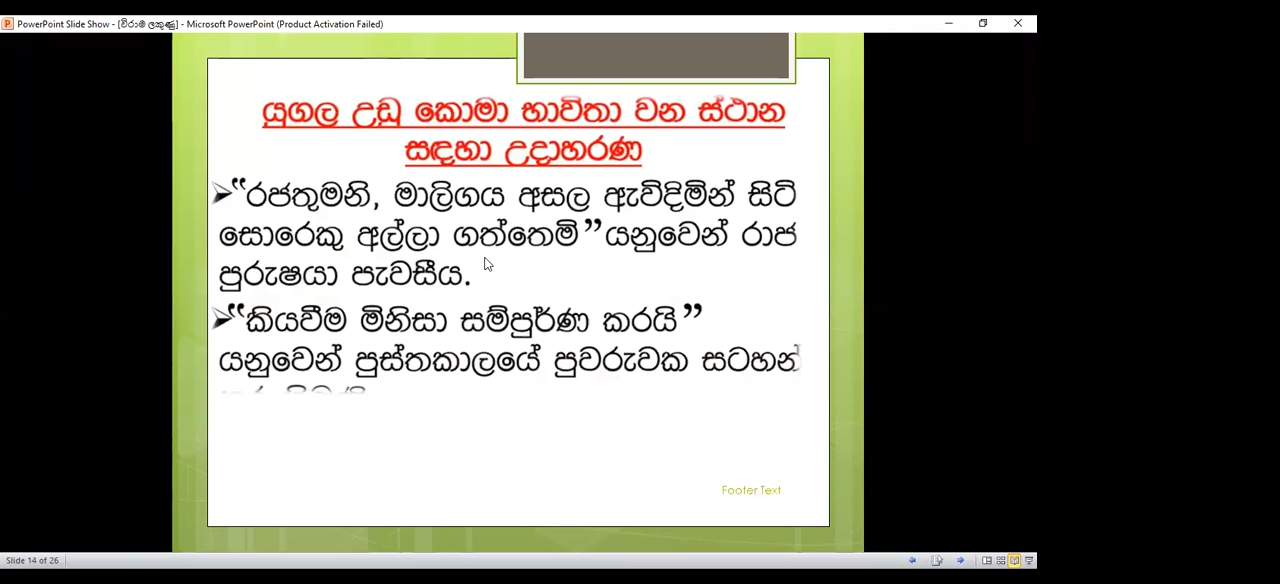 PowerPoint Slide Show - [විරාම ලකුණු] - Microsoft PowerPoint (Product Activation Failed)
යුගල උඩු කොමා භාවිතා වන ස්ථාන
සඳහා උදාහරණ
➢“රජතුමනි, මාලිගය අසල ඇවිදිමින් සිටි
සොරෙකු අල්ලා ගත්තෙමි”යනුවෙන් රාජ
පුරුෂයා පැවසීය.
➢“කියවීම මිනිසා සම්පුර්ණ කරයි”
යනුවෙන් පුස්තකාලයේ පුවරුවක සටහන්
Footer Text
Slide 14 of 26